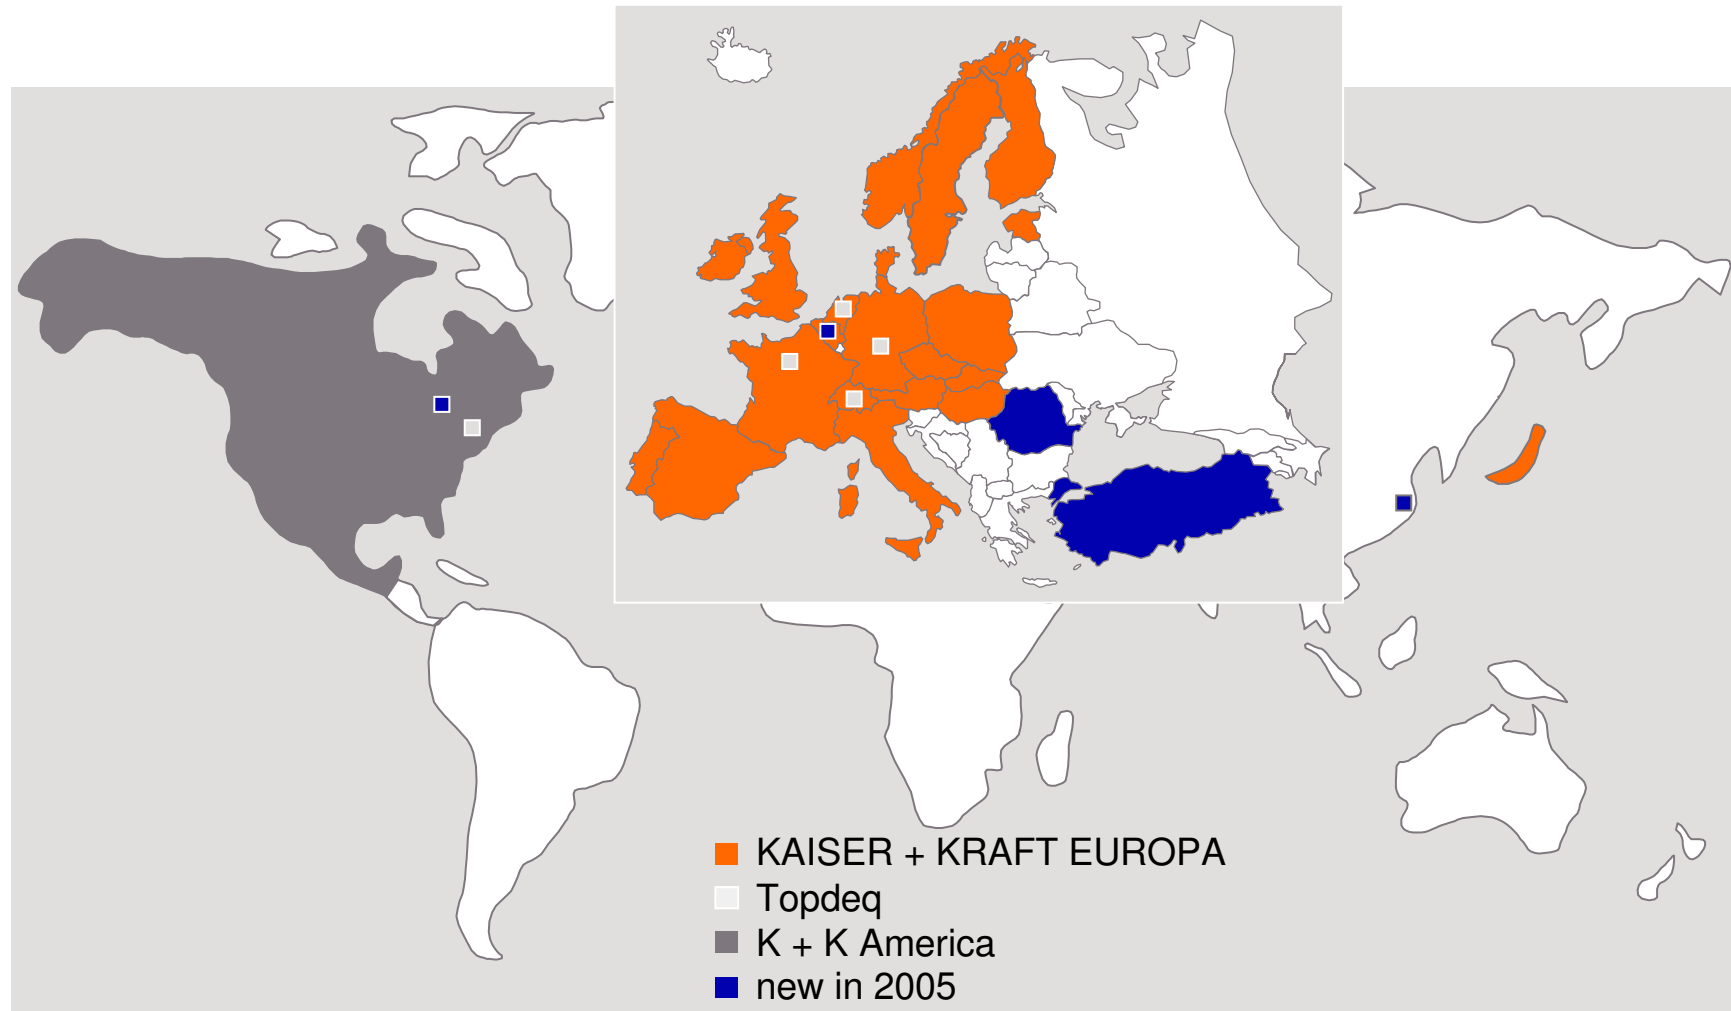 KAISER + KRAFT EUROPA
Topdeq
K + K America
new in 2005